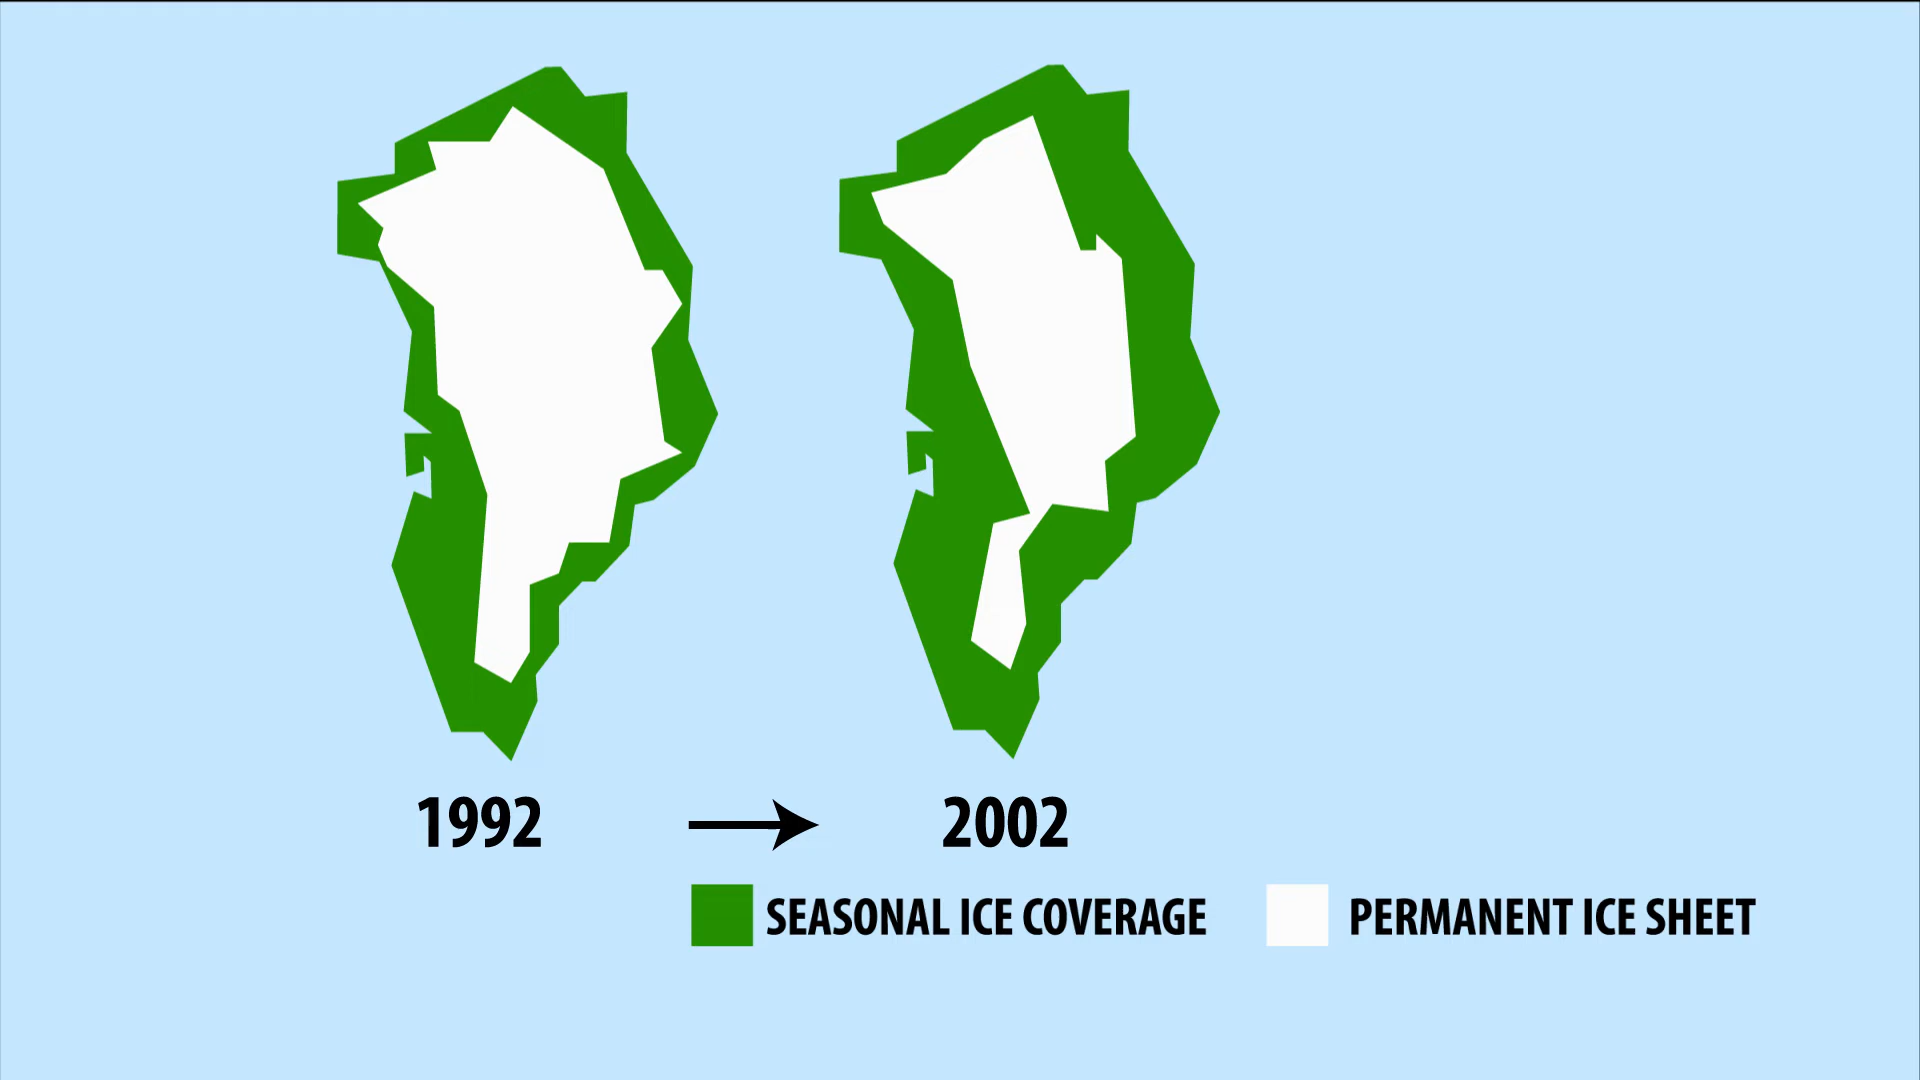 1992
2002
SEASONAL ICE COVERAGE
PERMANENT ICE SHEET